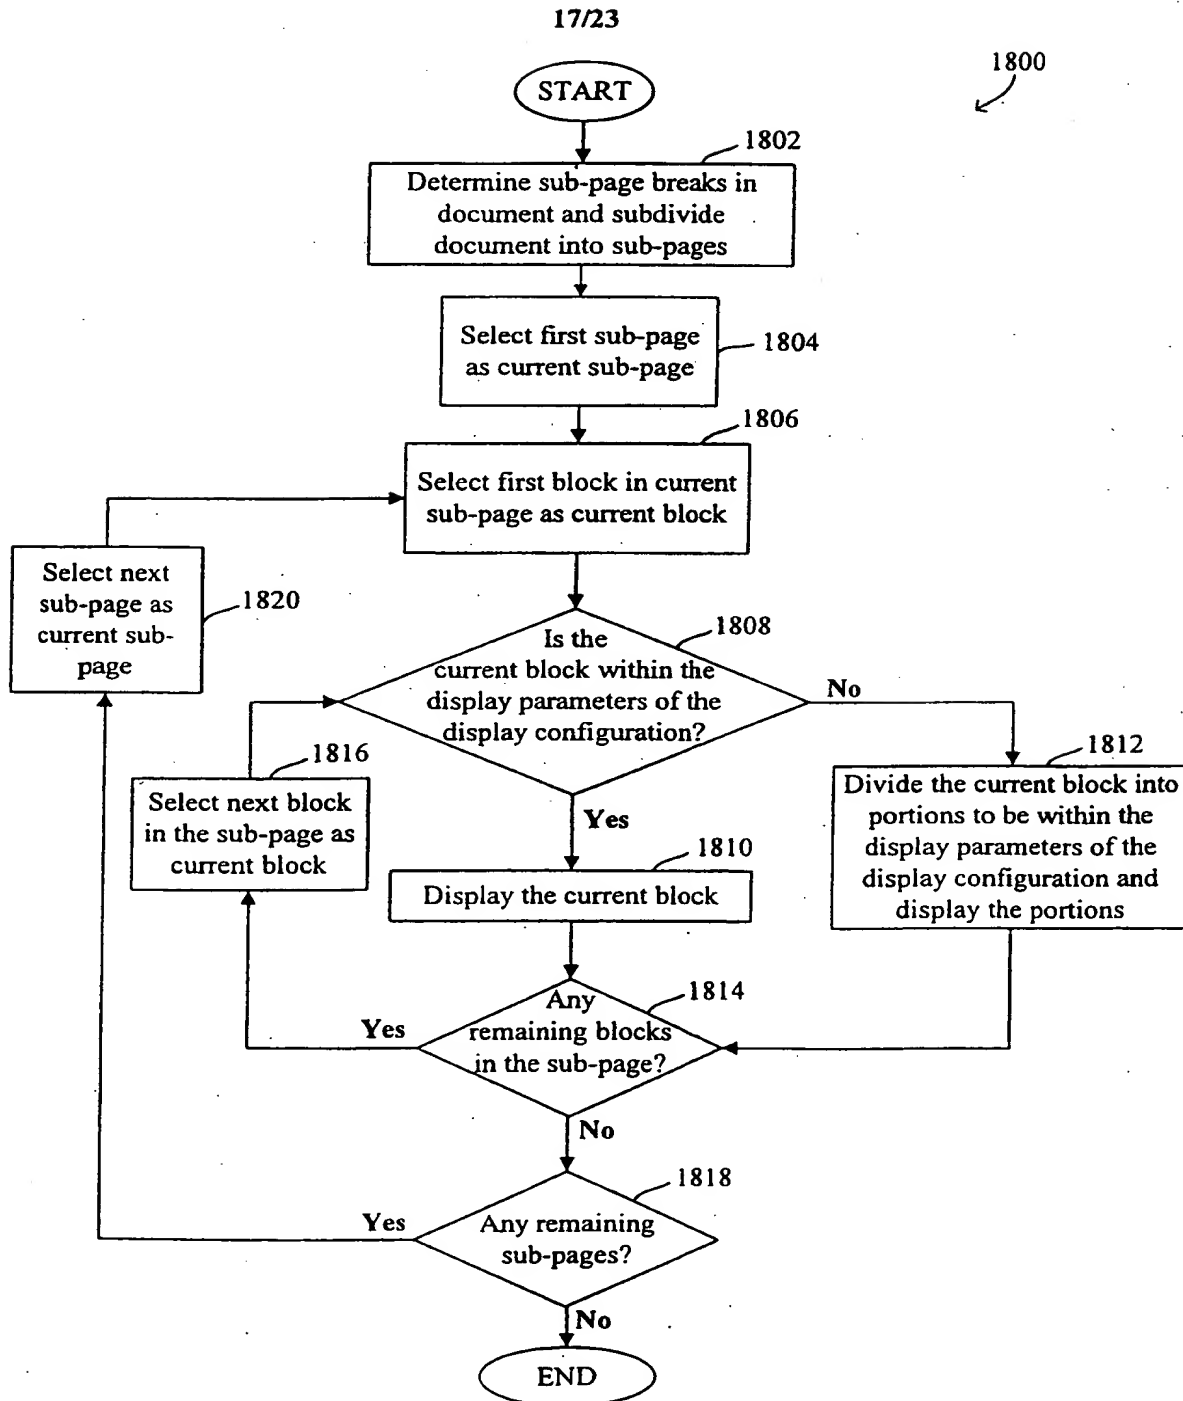 17/23
1800
START
1802
Determine sub-page breaks in
document and subdivide
document into sub-pages
Select first sub-page
as current sub-page
1804
1806
Select first block in current
sub-page as current block
Select next
sub-page as
current sub-
page
1820
1808
Is the
current block within the
display parameters of the
display configuration?
No
1816
Select next block
in the sub-page as
current block
Yes
1812
Divide the current block into
portions to be within the
display parameters of the
display configuration and
display the portions
1810
Display the current block
1814
Any
remaining blocks
in the sub-page?
Yes
No
1818
Any remaining
sub-pages?
Yes
No
END